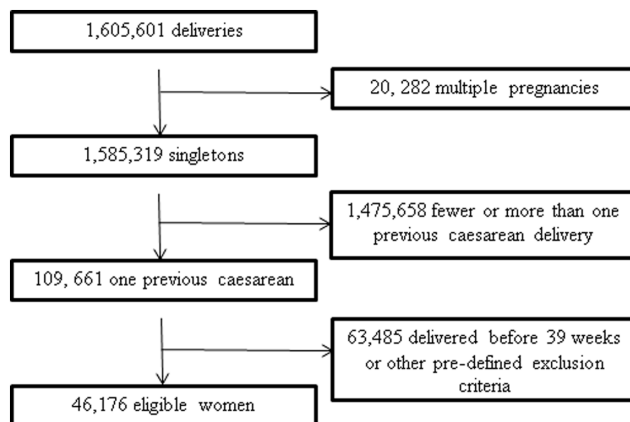 1,605,601 deliveries
20, 282 multiple pregnancies
1,585,319 singletons
1,475,658 fewer or more than one
previous caesarean delivery
109, 661 one previous caesarean
63,485 delivered before 39 weeks
or other pre-defined exclusion
criteria
46,176 eligible women